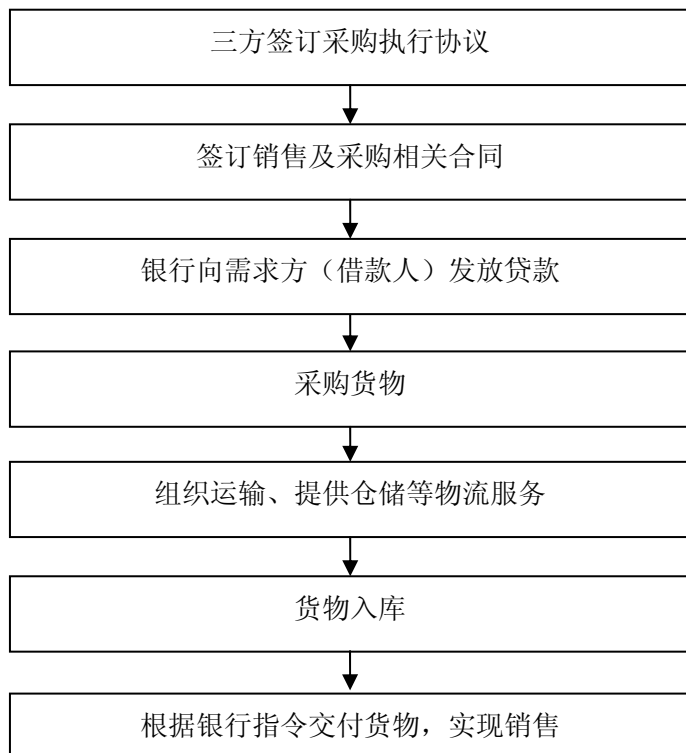 三方签订采购执行协议
签订销售及采购相关合同
银行向需求方（借款人）发放贷款
采购货物
组织运输、提供仓储等物流服务
货物入库
根据银行指令交付货物，实现销售